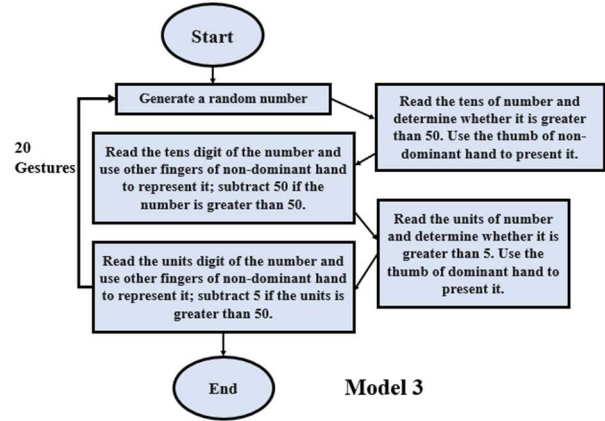 Start
Generate a random number
Read the tens of number and
determine whether it is greater
than 50. Use the thumb of non-
dominant hand to present it.
20
Gestures
Read the tens digit of the number and
use other fingers of non-dominant hand
to represent it; subtract 50 if the
number is greater than 50.
Read the units of number
and determine whether it is
greater than 5. Use the
thumb of dominant hand to
present it.
Read the units digit of the number and
use other fingers of non-dominant hand
to represent it; subtract 5 if the units is
greater than 50.
End
Model 3